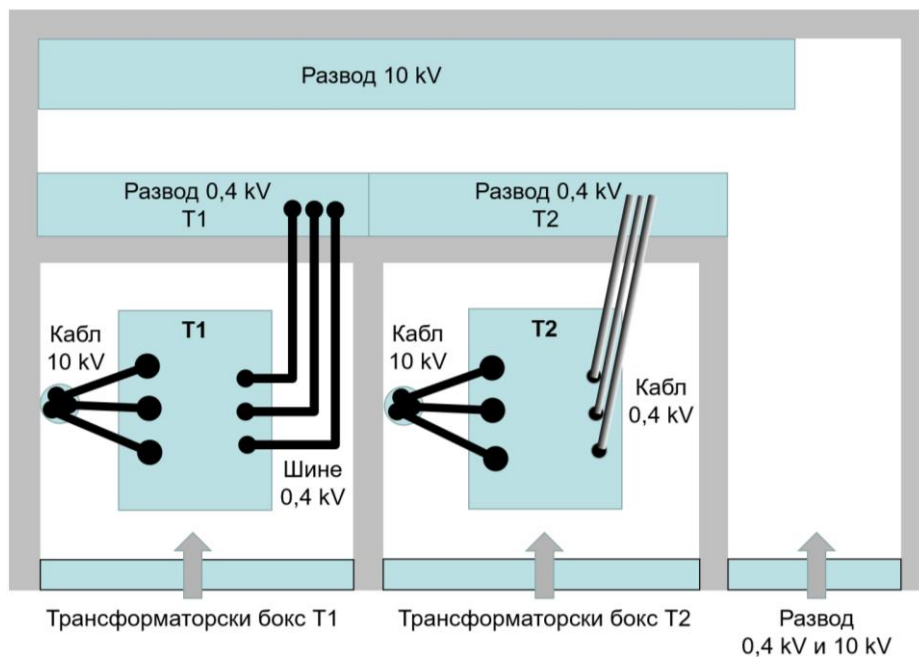 Развод 10 kV
Развод 0,4 kV
T1
Развод 0,4 kV
T2
Кабл
10 kV
T1
Шине
0,4 kV
Кабл
10 kV
T2
Кабл
0,4 kV
Трансформаторски бокс T1
Трансформаторски бокс T2
Развод
0,4 kV и 10 kV